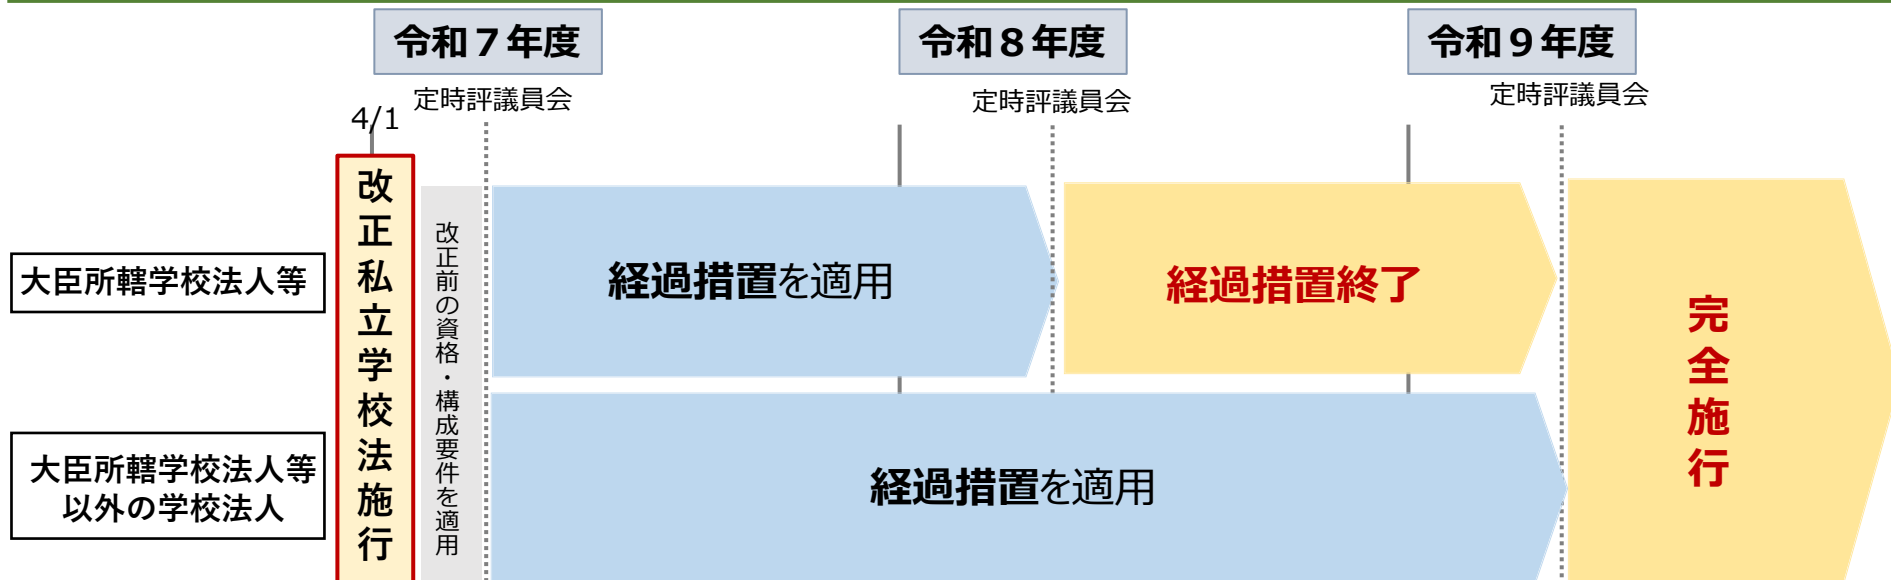 令和７年度
令和８年度
令和９年度
定時評議員会
定時評議員会
定時評議員会
4/1
改正私立学校法施行
改正前の資格・構成要件を適用
大臣所轄学校法人等
経過措置を適用
経過措置終了
完全施行
大臣所轄学校法人等
以外の学校法人
経過措置を適用